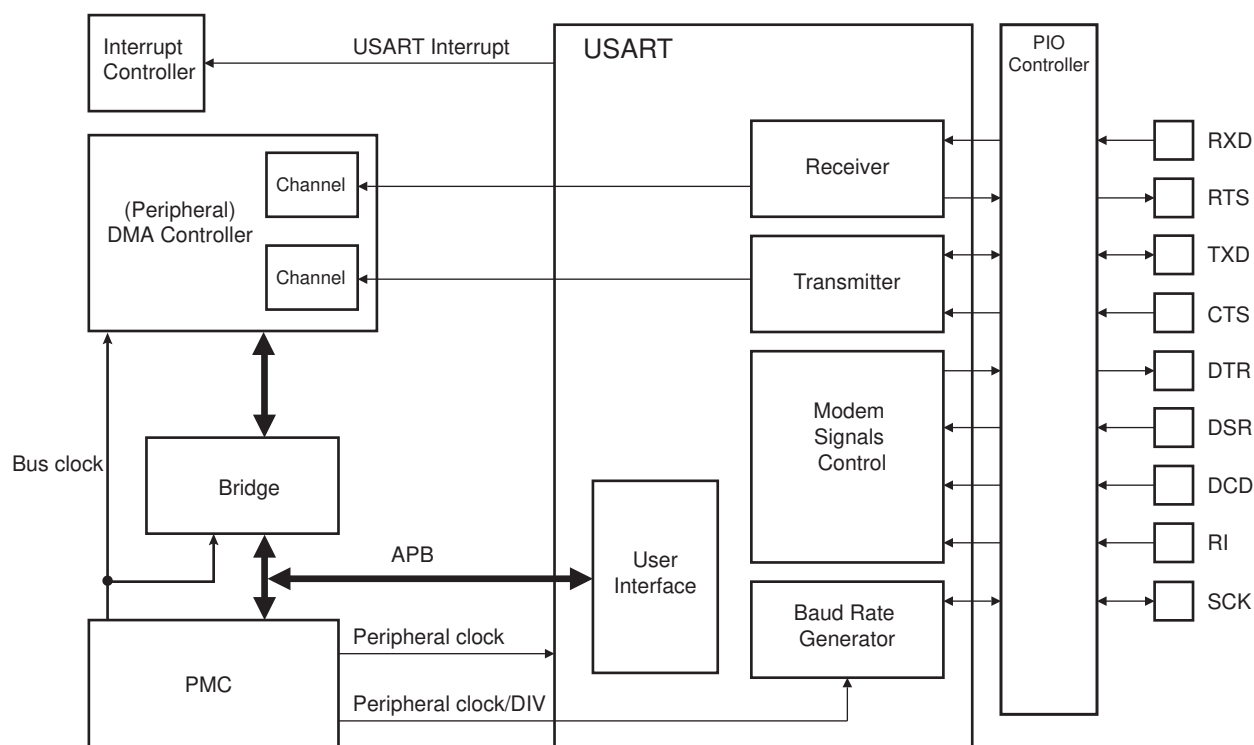 Interrupt
Controller
USART Interrupt
USART
PIO
Controller
(Peripheral)
DMA Controller
Channel
Channel
Receiver
Transmitter
Modem
Signals
Control
RXD
RTS
TXD
CTS
DTR
DSR
DCD
RI
SCK
Bus clock
Bridge
APB
User
Interface
Baud Rate
Generator
PMC
Peripheral clock
Peripheral clock/DIV